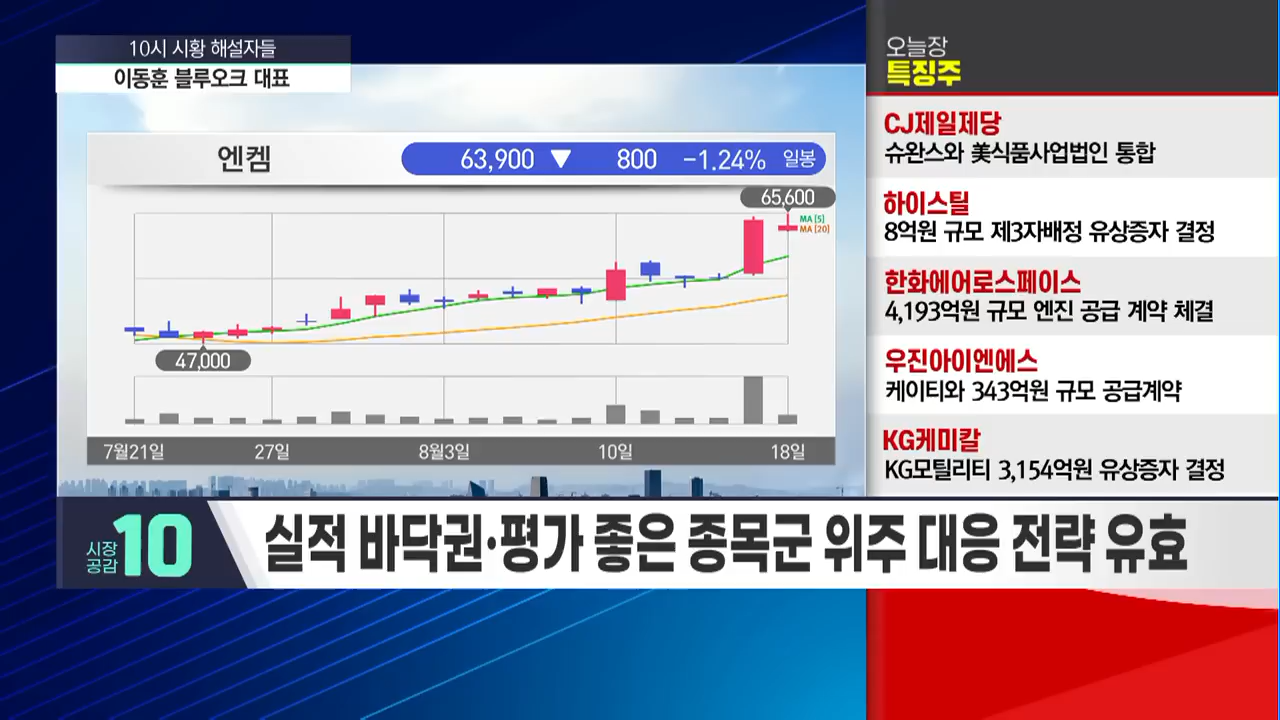 10시 시황 해설자들
이동훈 블루오크 대표
엔켐
63,900 ▼ 800 -1.24% 일봉
65,600
MA [5]
MA [20]
47,000
7월21일 27일 8월3일 10일 18일
시장
공감
10
실적 바닥권·평가 좋은 종목군 위주 대응 전략 유효
오늘장
특징주
CJ제일제당
슈완스와 美식품사업법인 통합
하이스틸
8억원 규모 제3자배정 유상증자 결정
한화에어로스페이스
4,193억원 규모 엔진 공급 계약 체결
우진아이엔에스
케이티와 343억원 규모 공급계약
KG케미칼
KG모틸리티 3,154억원 유상증자 결정